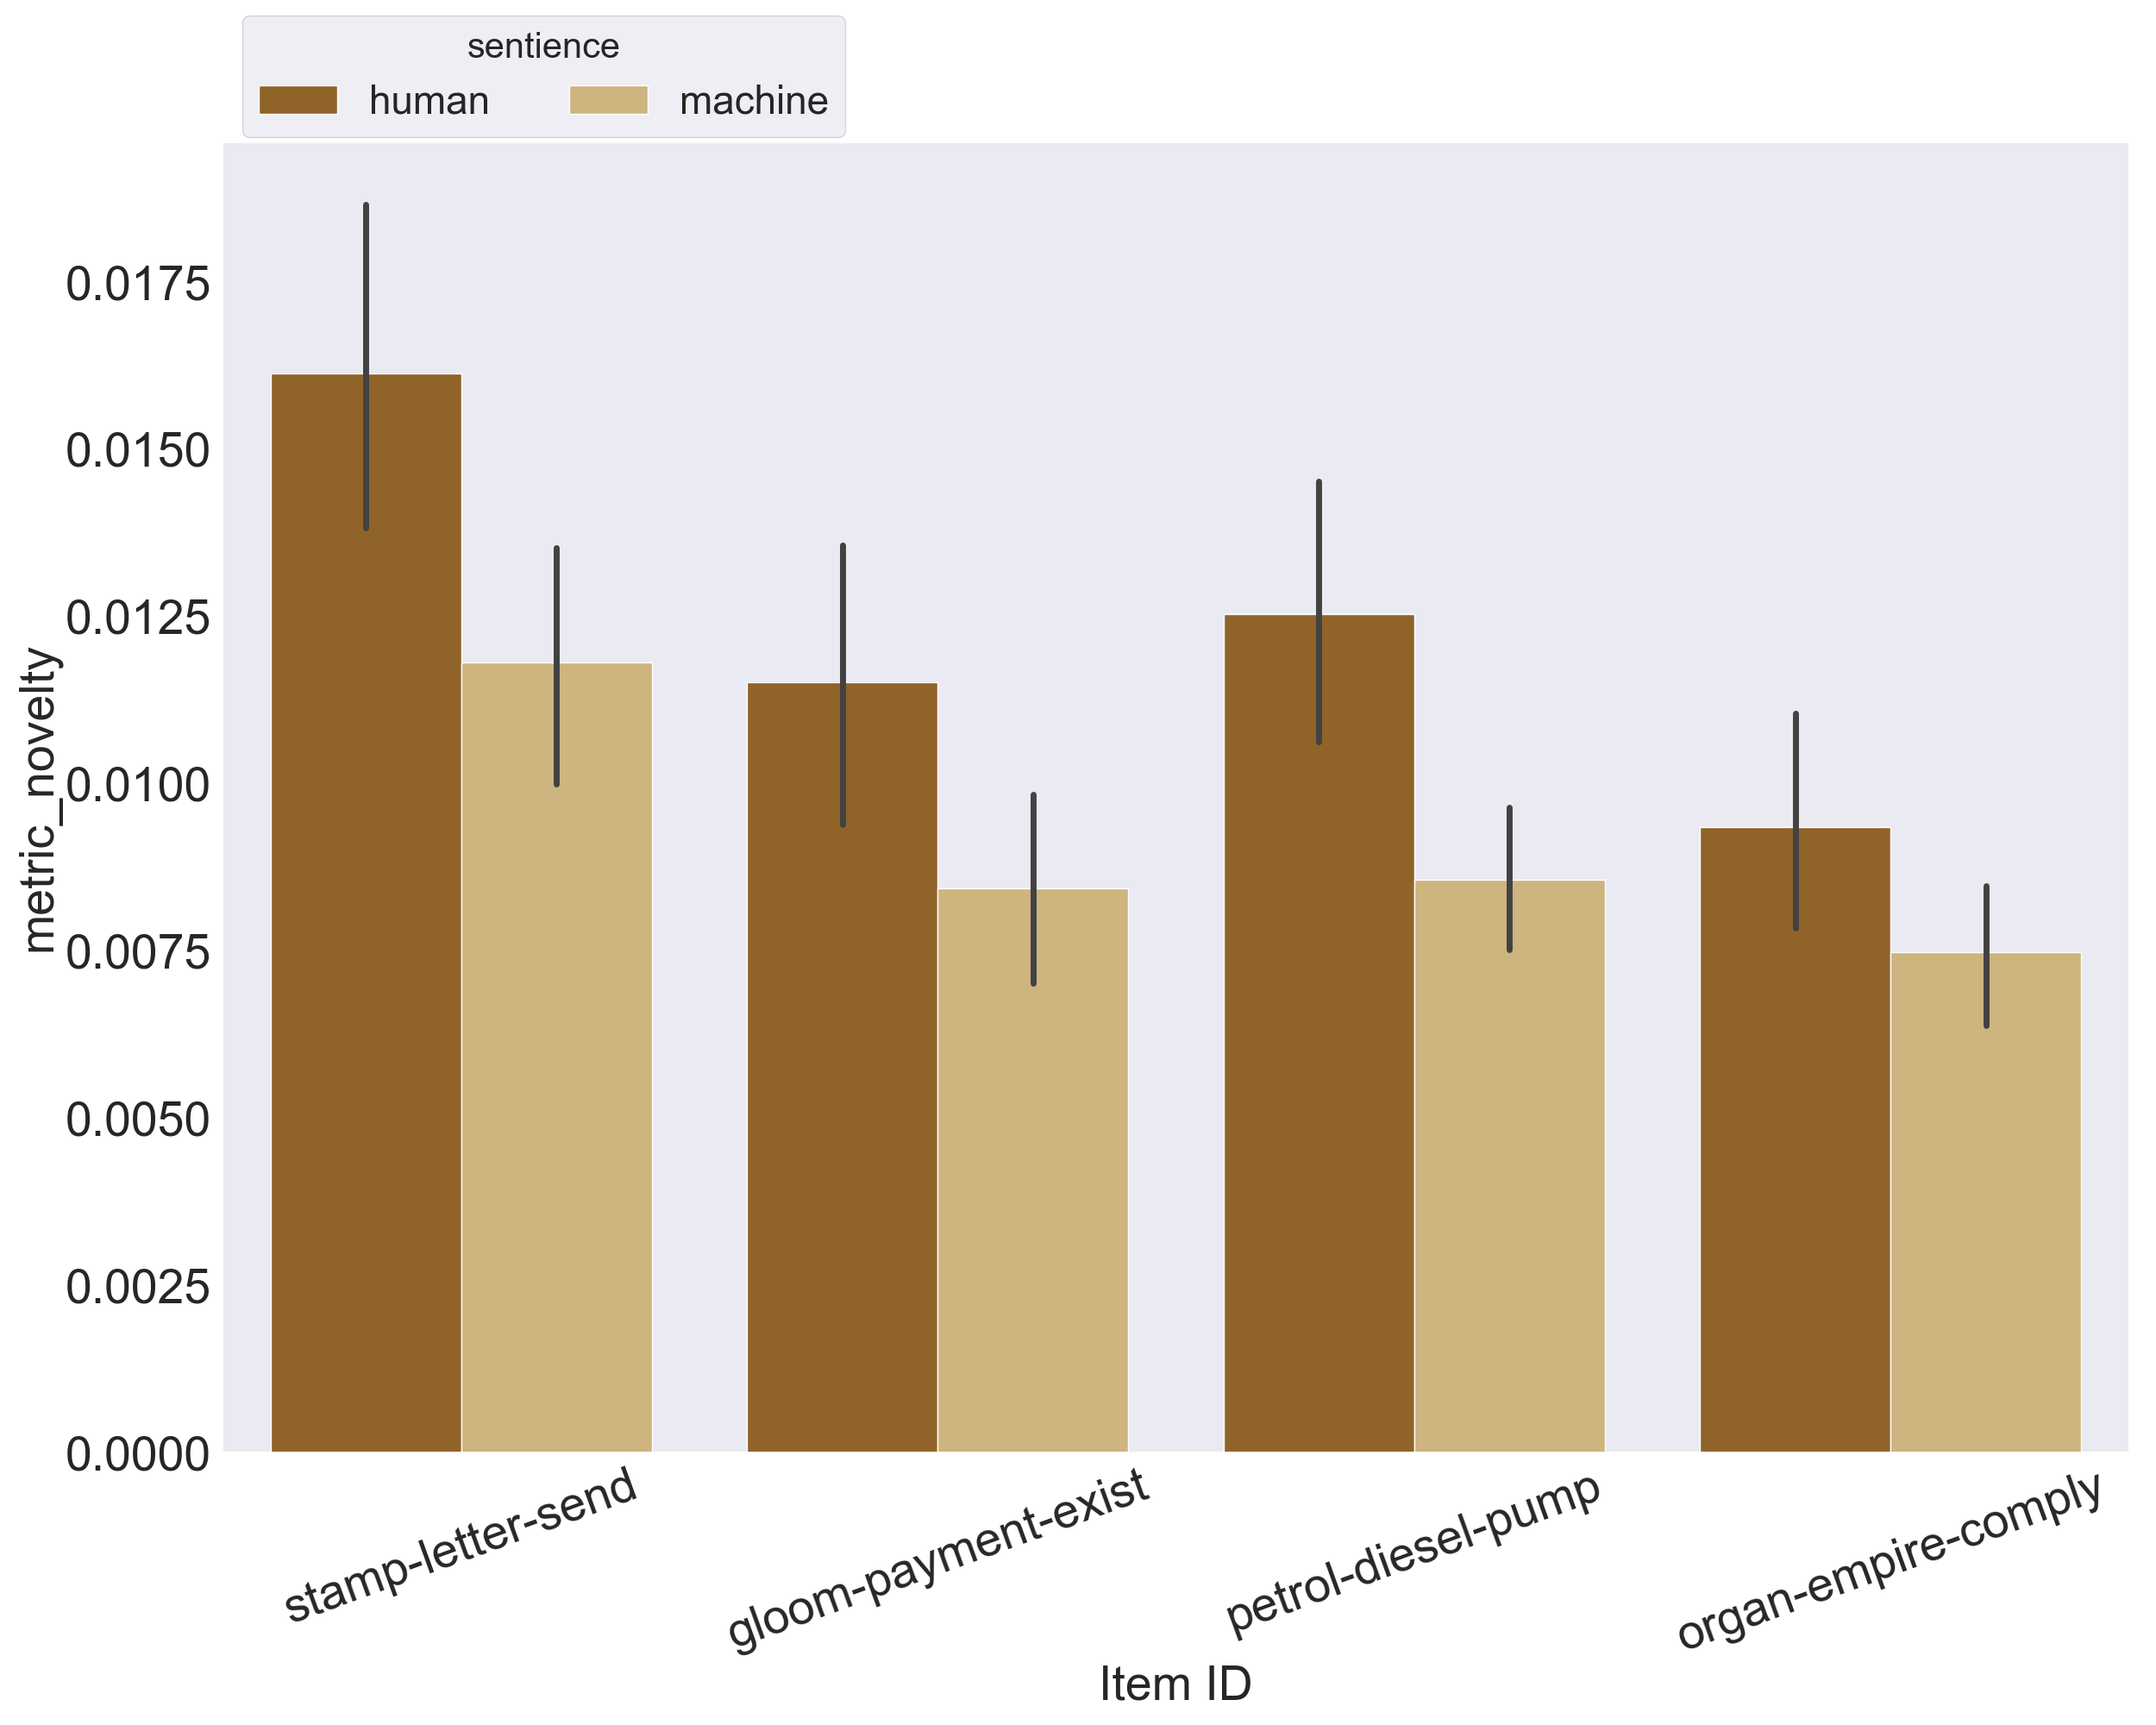 sentience
human machine
metric_novelty
0.0175
0.0150
0.0125
0.0100
0.0075
0.0050
0.0025
0.0000
stamp-letter-send
gloom-payment-exist
petrol-diesel-pump
organ-empire-comply
Item ID